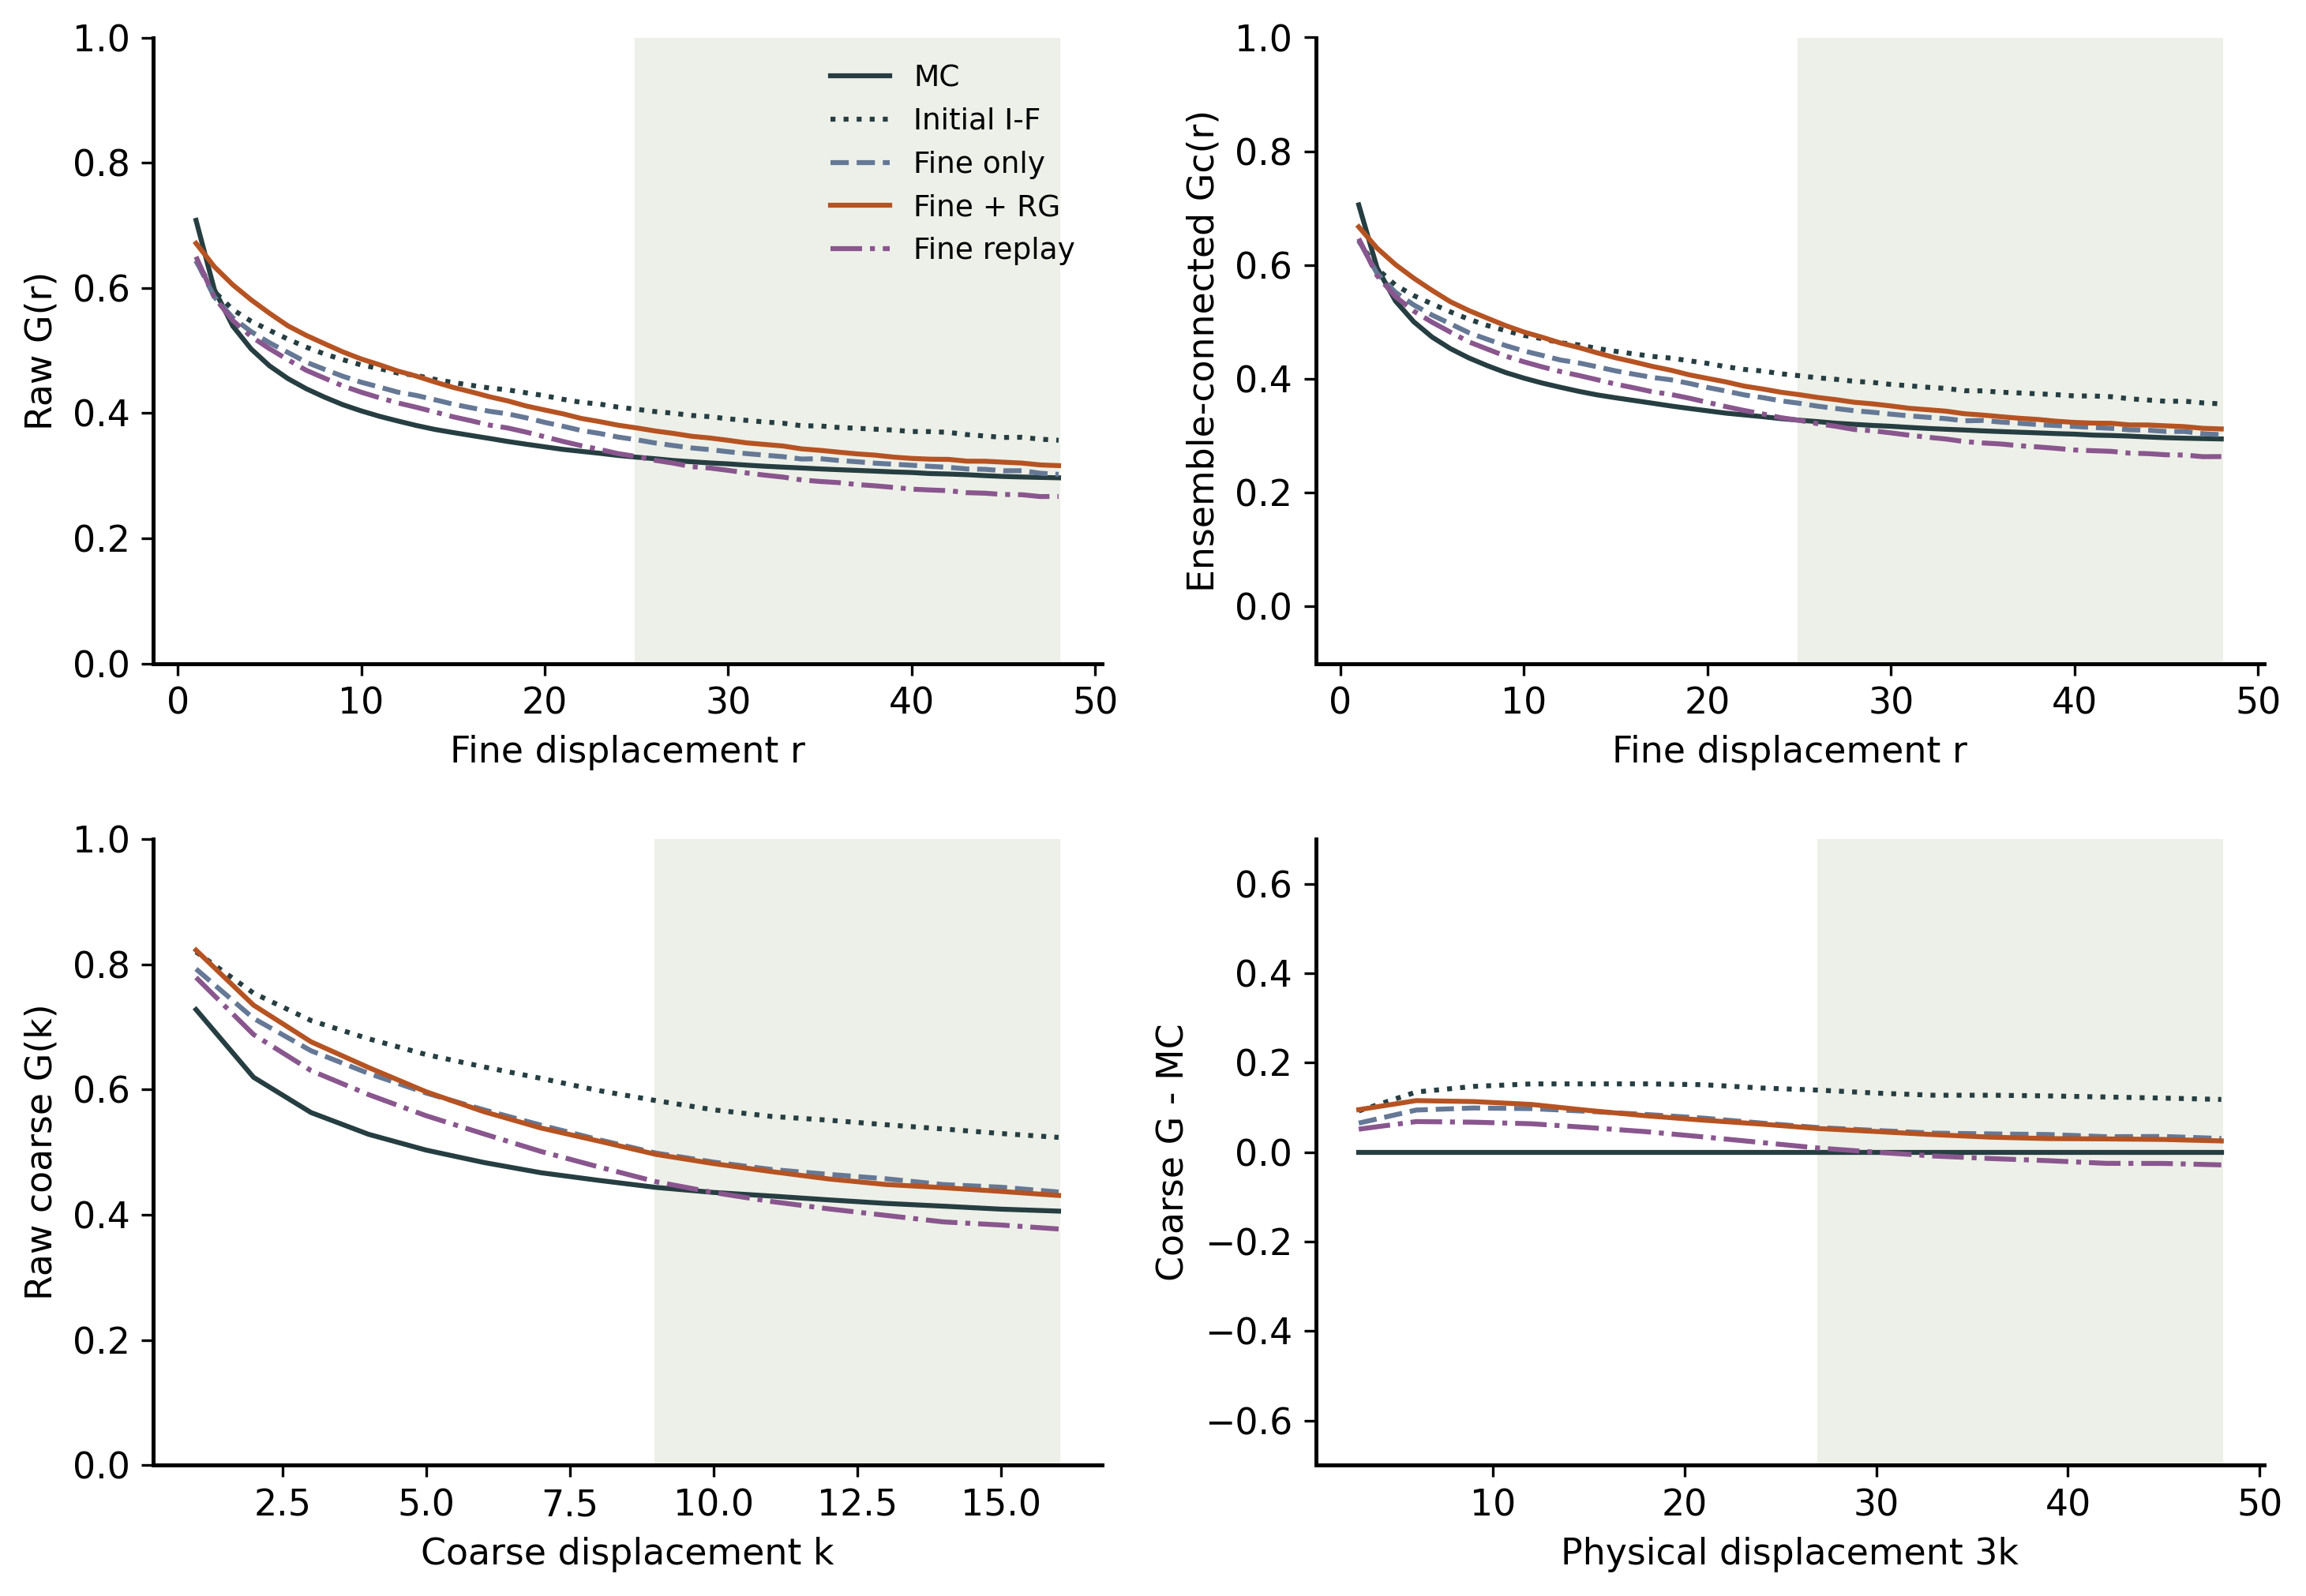 1.0
0.8
0.6
0.4
0.2
0.0
Raw G(r)
0 10 20 30 40 50
Fine displacement r
MC
Initial I-F
Fine only
Fine + RG
Fine replay
1.0
0.8
0.6
0.4
0.2
0.0
Ensemble-connected Gc(r)
0 10 20 30 40 50
Fine displacement r
1.0
0.8
0.6
0.4
0.2
0.0
Raw coarse G(k)
2.5 5.0 7.5 10.0 12.5 15.0
Coarse displacement k
0.6
0.4
0.2
0.0
−0.2
−0.4
−0.6
Coarse G - MC
10 20 30 40 50
Physical displacement 3k